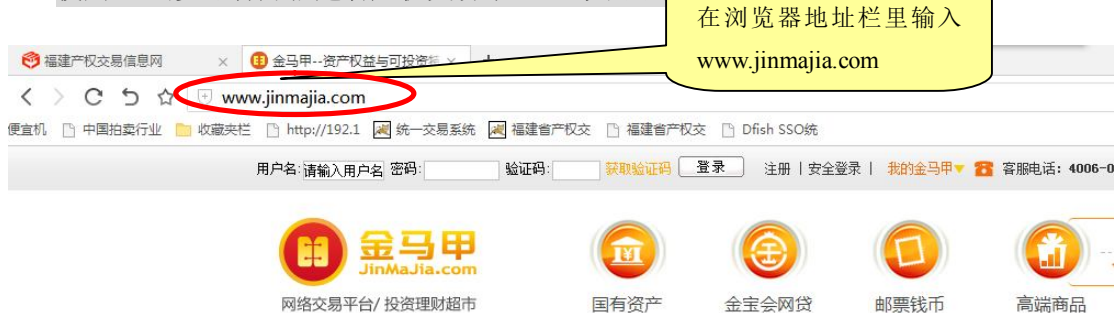 在浏览器地址栏里输入
www.jinmajia.com
福建产权交易信息网 × 金马甲--资产权益与可投资 ×
www.jinmajia.com
便宜机 中国拍卖行业 收藏夹栏 http://192.1 统一交易系统 福建省产权交 福建省产权交 Dfish SSO统
用户名: 请输入用户名 密码: 验证码: 获取验证码 登录 注册 | 安全登录 | 我的金马甲 客服电话: 4006-0
金马甲
JinMaJia.com
网络交易平台/ 投资理财超市 国有资产 金宝会网贷 邮票钱币 高端商品